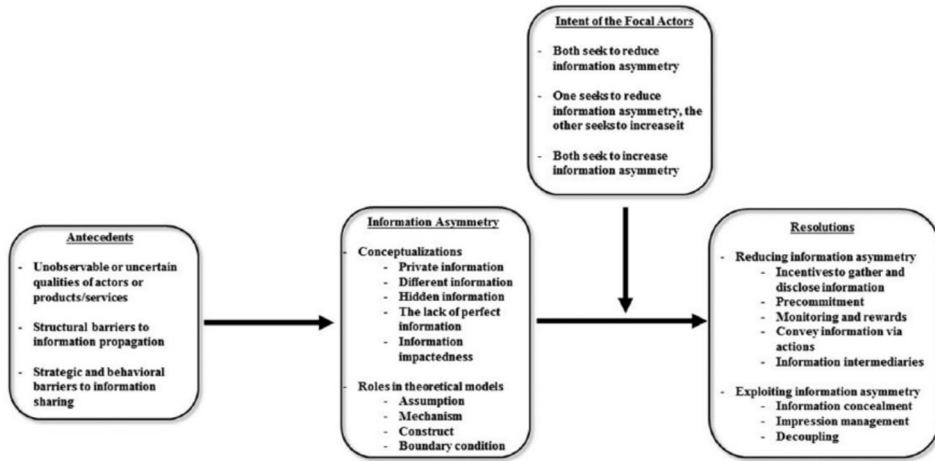 Intent of the Focal Actors
- Both seek to reduce
information asymmetry
- One seeks to reduce
information asymmetry, the
other seeks to increase it
- Both seek to increase
information asymmetry
Antecedents
- Unobservable or uncertain
qualities of actors or
products/services
- Structural barriers to
information propagation
- Strategic and behavioral
barriers to information
sharing
Information Asymmetry
- Conceptualizations
- Private information
- Different information
- Hidden information
- The lack of perfect
information
- Information
impactedness
- Roles in theoretical models
- Assumption
- Mechanism
- Construct
- Boundary condition
Resolutions
- Reducing information asymmetry
- Incentives to gather and
disclose information
- Precommitment
- Monitoring and rewards
- Convey information via
actions
- Information intermediaries
- Exploiting information asymmetry
- Information concealment
- Impression management
- Decoupling